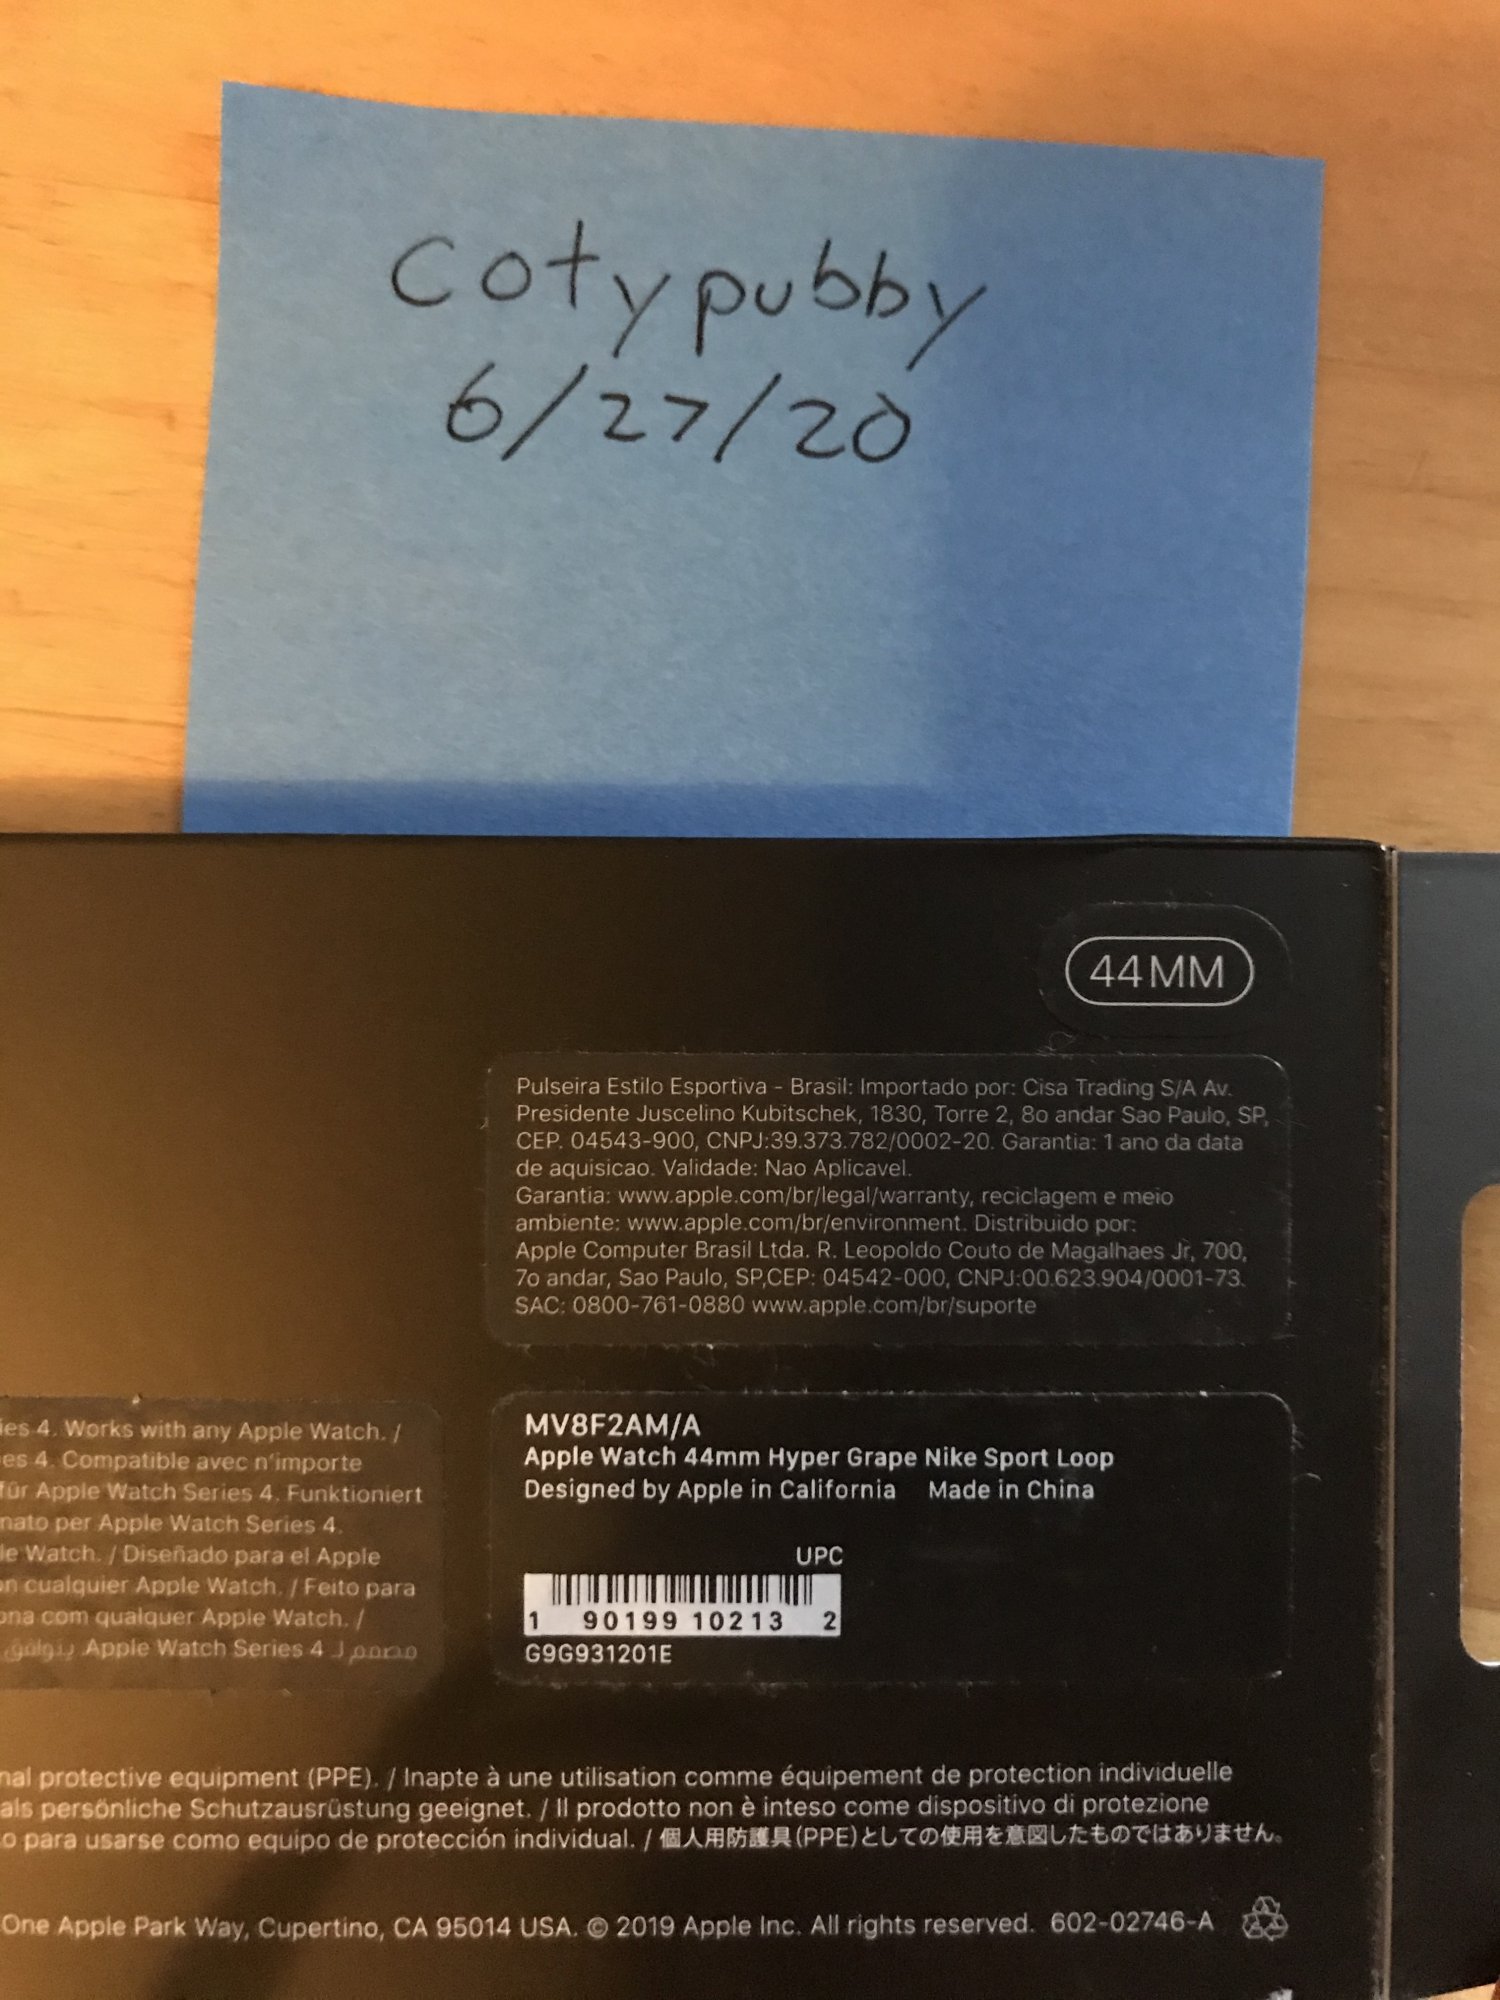 cotypubby
6/27/20
44MM
Pulseira Estilo Esportiva - Brasil: Importado por: Cisa Trading S/A Av.
Presidente Juscelino Kubitschek, 1830, Torre 2, 8o andar Sao Paulo, SP,
CEP. 04543-900, CNPJ:39.373.782/0002-20. Garantia: 1 ano da data
de aquisicao. Validade: Nao Aplicavel.
Garantia: www.apple.com/br/legal/warranty, reciclagem e meio
ambiente: www.apple.com/br/environment. Distribuido por:
Apple Computer Brasil Ltda. R. Leopoldo Couto de Magalhaes Jr, 700,
7o andar, Sao Paulo, SP,CEP: 04542-000, CNPJ:00.623.904/0001-73.
SAC: 0800-761-0880 www.apple.com/br/suporte
4. Works with any Apple Watch. /
4. Compatible avec n'importe
für Apple Watch Series 4. Funktioniert
per Apple Watch Series 4.
Watch. / Diseñado para el Apple
cualquier Apple Watch. / Feito para
com qualquer Apple Watch. /
Apple Watch Series 4
MV8F2AM/A
Apple Watch 44mm Hyper Grape Nike Sport Loop
Designed by Apple in California Made in China
UPC
1 90199 10213 2
G9G931201E
protective equipment (PPE). / Inapte à une utilisation comme équipement de protection individuelle
als persönliche Schutzausrüstung geeignet. / Il prodotto non è inteso come dispositivo di protezione
o para usarse como equipo de protección individual. / 個人用防護具(PPE)としての使用を意図したものではありません。
One Apple Park Way, Cupertino, CA 95014 USA. © 2019 Apple Inc. All rights reserved. 602-02746-A